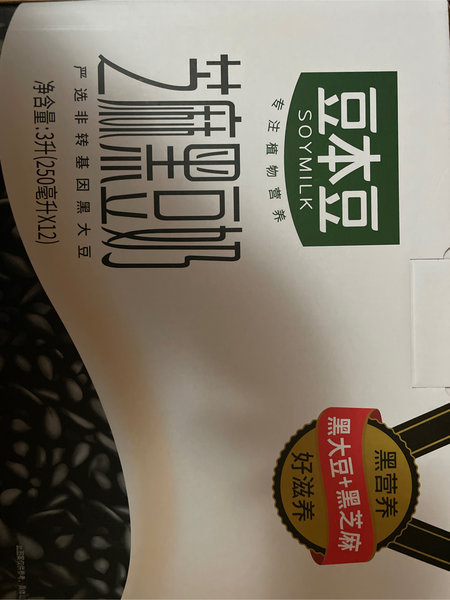 豆本豆
SOYMILK
专注植物营养
芝麻黑豆奶
严选非转基因黑大豆
净含量:3升(250毫升X12)
黑营养
黑大豆+黑芝麻
好滋养